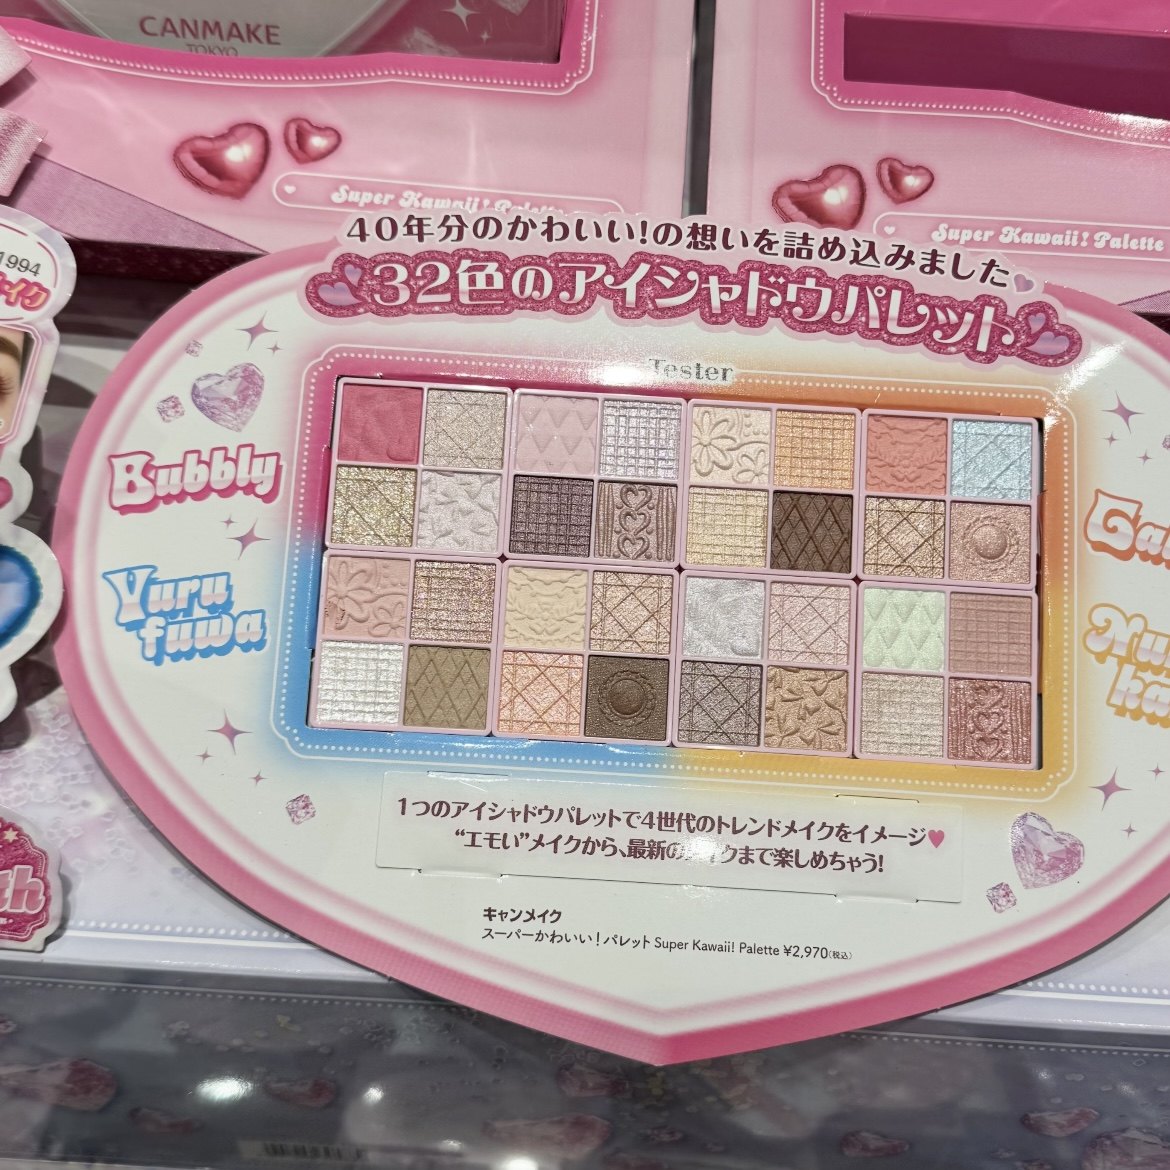 CANMAKE
TOKYO
Super Kawaii! Palette
Super Kawaii! Palette
1994
イク
40年分のかわいい!の想いを詰め込みました
32色のアイシャドウパレット
Tester
Bubbly
Yuru
fuwa
1つのアイシャドウパレットで4世代のトレンドメイクをイメージ♥
“エモい”メイクから、最新のメイクまで楽しめちゃう!
キャンメイク
スーパーかわいい!パレット Super Kawaii! Palette ¥2,970(税込)